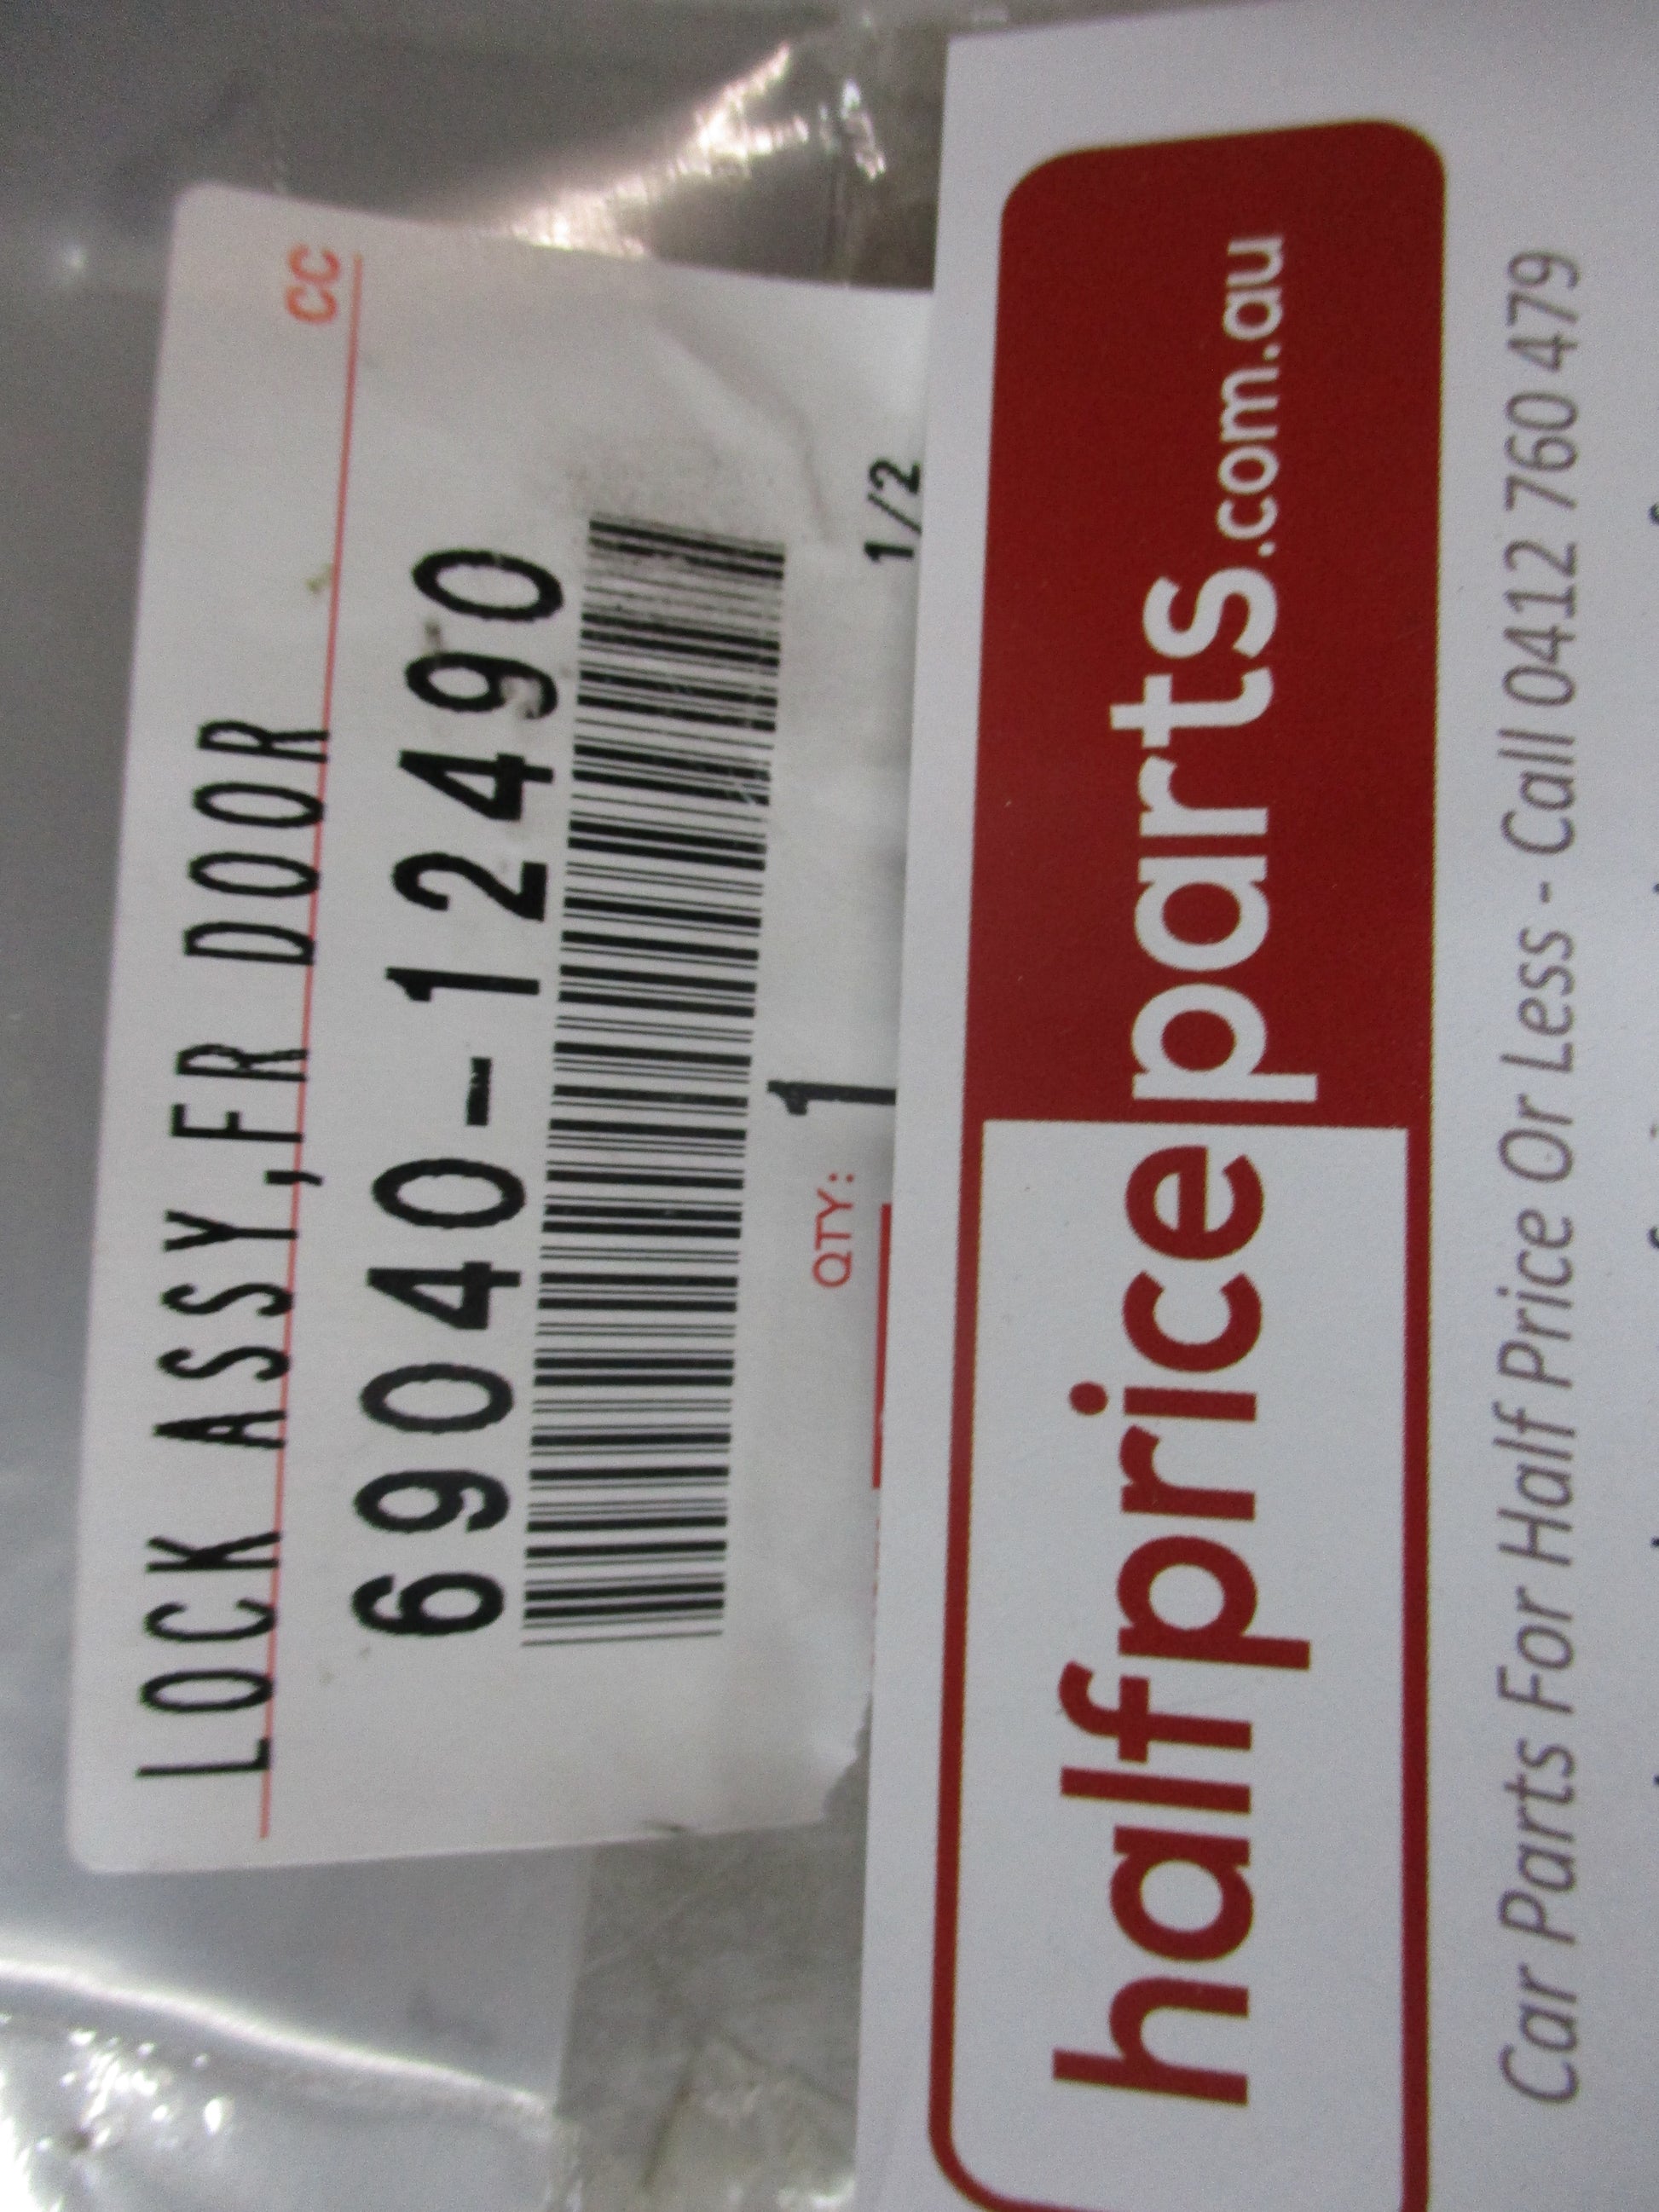 CC
LOCK ASSY,FR DOOR
69040-12490
QTY: 1
1/2
halfpriceparts.com.au
Car Parts For Half Price Or Less - Call 0412 760 479